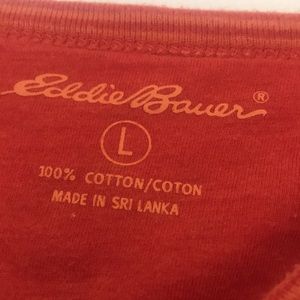 Eddie Bauer®
L
100% COTTON/COTON
MADE IN SRI LANKA